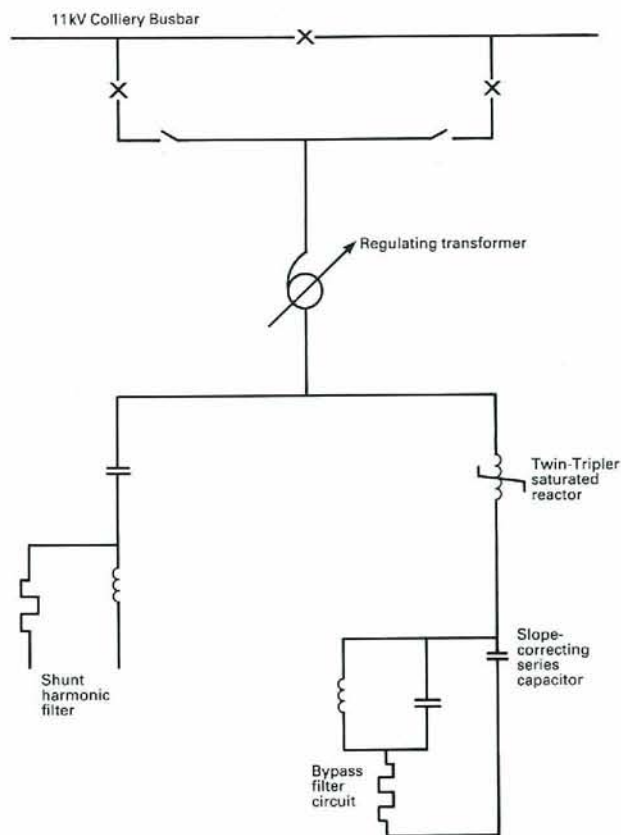 11kV Colliery Busbar
Regulating transformer
Twin-Tripler
saturated
reactor
Shunt
harmonic
filter
Slope-
correcting
series
capacitor
Bypass
filter
circuit